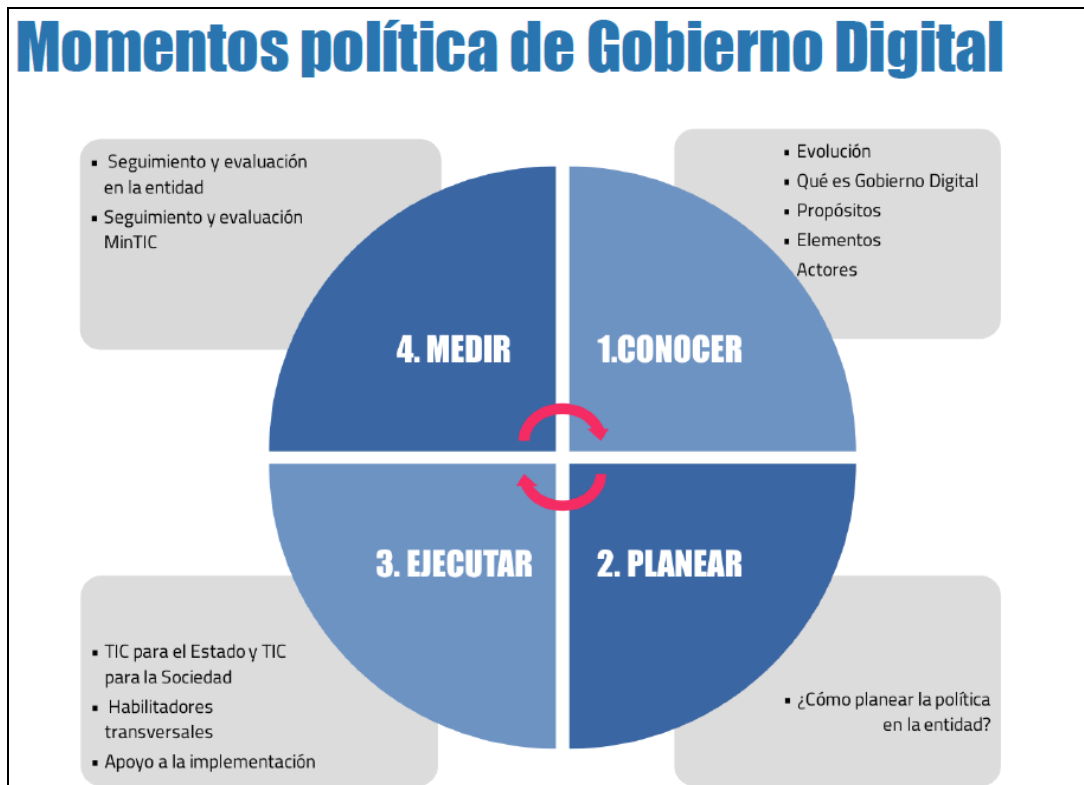 Momentos política de Gobierno Digital
▪ Seguimiento y evaluación
en la entidad
▪ Seguimiento y evaluación
MinTIC
▪ Evolución
▪ Qué es Gobierno Digital
▪ Propósitos
▪ Elementos
▪ Actores
4. MEDIR
1.CONOCER
3. EJECUTAR
2. PLANEAR
▪ TIC para el Estado y TIC
para la Sociedad
▪ Habilitadores
transversales
▪ Apoyo a la implementación
▪ ¿Cómo planear la política
en la entidad?